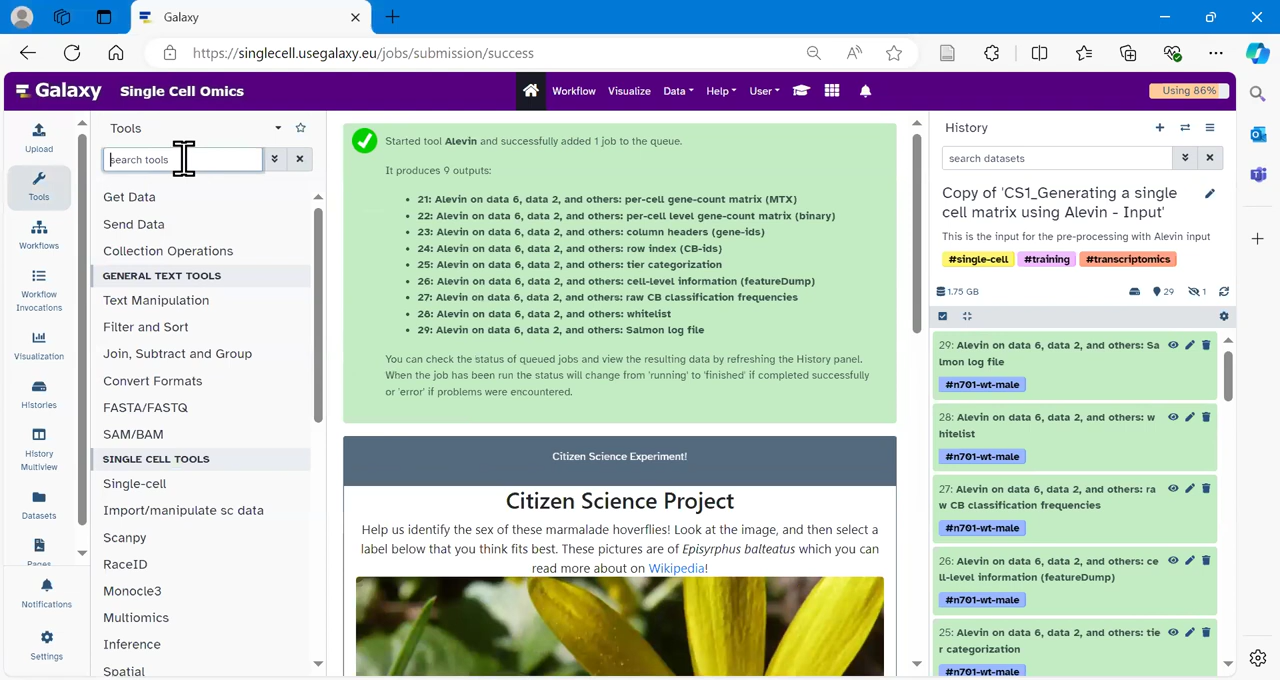 Galaxy
https://singlecell.usegalaxy.eu/jobs/submission/success
Galaxy Single Cell Omics
Workflow Visualize Data Help User
Using 86%
Upload
Tools
Workflows
Workflow
Invocations
Visualization
Histories
History
Multiview
Datasets
Pages
Notifications
Settings
Tools
search tools
Get Data
Send Data
Collection Operations
GENERAL TEXT TOOLS
Text Manipulation
Filter and Sort
Join, Subtract and Group
Convert Formats
FASTA/FASTQ
SAM/BAM
SINGLE CELL TOOLS
Single-cell
Import/manipulate sc data
Scanpy
RaceID
Monocle3
Multiomics
Inference
Spatial
Started tool Alevin and successfully added 1 job to the queue.
It produces 9 outputs:
• 21: Alevin on data 6, data 2, and others: per-cell gene-count matrix (MTX)
• 22: Alevin on data 6, data 2, and others: per-cell level gene-count matrix (binary)
• 23: Alevin on data 6, data 2, and others: column headers (gene-ids)
• 24: Alevin on data 6, data 2, and others: row index (CB-ids)
• 25: Alevin on data 6, data 2, and others: tier categorization
• 26: Alevin on data 6, data 2, and others: cell-level information (featureDump)
• 27: Alevin on data 6, data 2, and others: raw CB classification frequencies
• 28: Alevin on data 6, data 2, and others: whitelist
• 29: Alevin on data 6, data 2, and others: Salmon log file
You can check the status of queued jobs and view the resulting data by refreshing the History panel.
When the job has been run the status will change from 'running' to 'finished' if completed successfully
or 'error' if problems were encountered.
Citizen Science Experiment!
Citizen Science Project
Help us identify the sex of these marmalade hoverflies! Look at the image, and then select a
label below that you think fits best. These pictures are of Episyrphus balteatus which you can
read more about on Wikipedia!
History
search datasets
Copy of 'CS1_Generating a single
cell matrix using Alevin - Input'
This is the input for the pre-processing with Alevin input
#single-cell #training #transcriptomics
1.75 GB 29 1
29: Alevin on data 6, data 2, and others: Sa
lmon log file
#n701-wt-male
28: Alevin on data 6, data 2, and others: w
hitelist
#n701-wt-male
27: Alevin on data 6, data 2, and others: ra
w CB classification frequencies
#n701-wt-male
26: Alevin on data 6, data 2, and others: ce
ll-level information (featureDump)
#n701-wt-male
25: Alevin on data 6, data 2, and others: tie
r categorization
#n701-wt-male